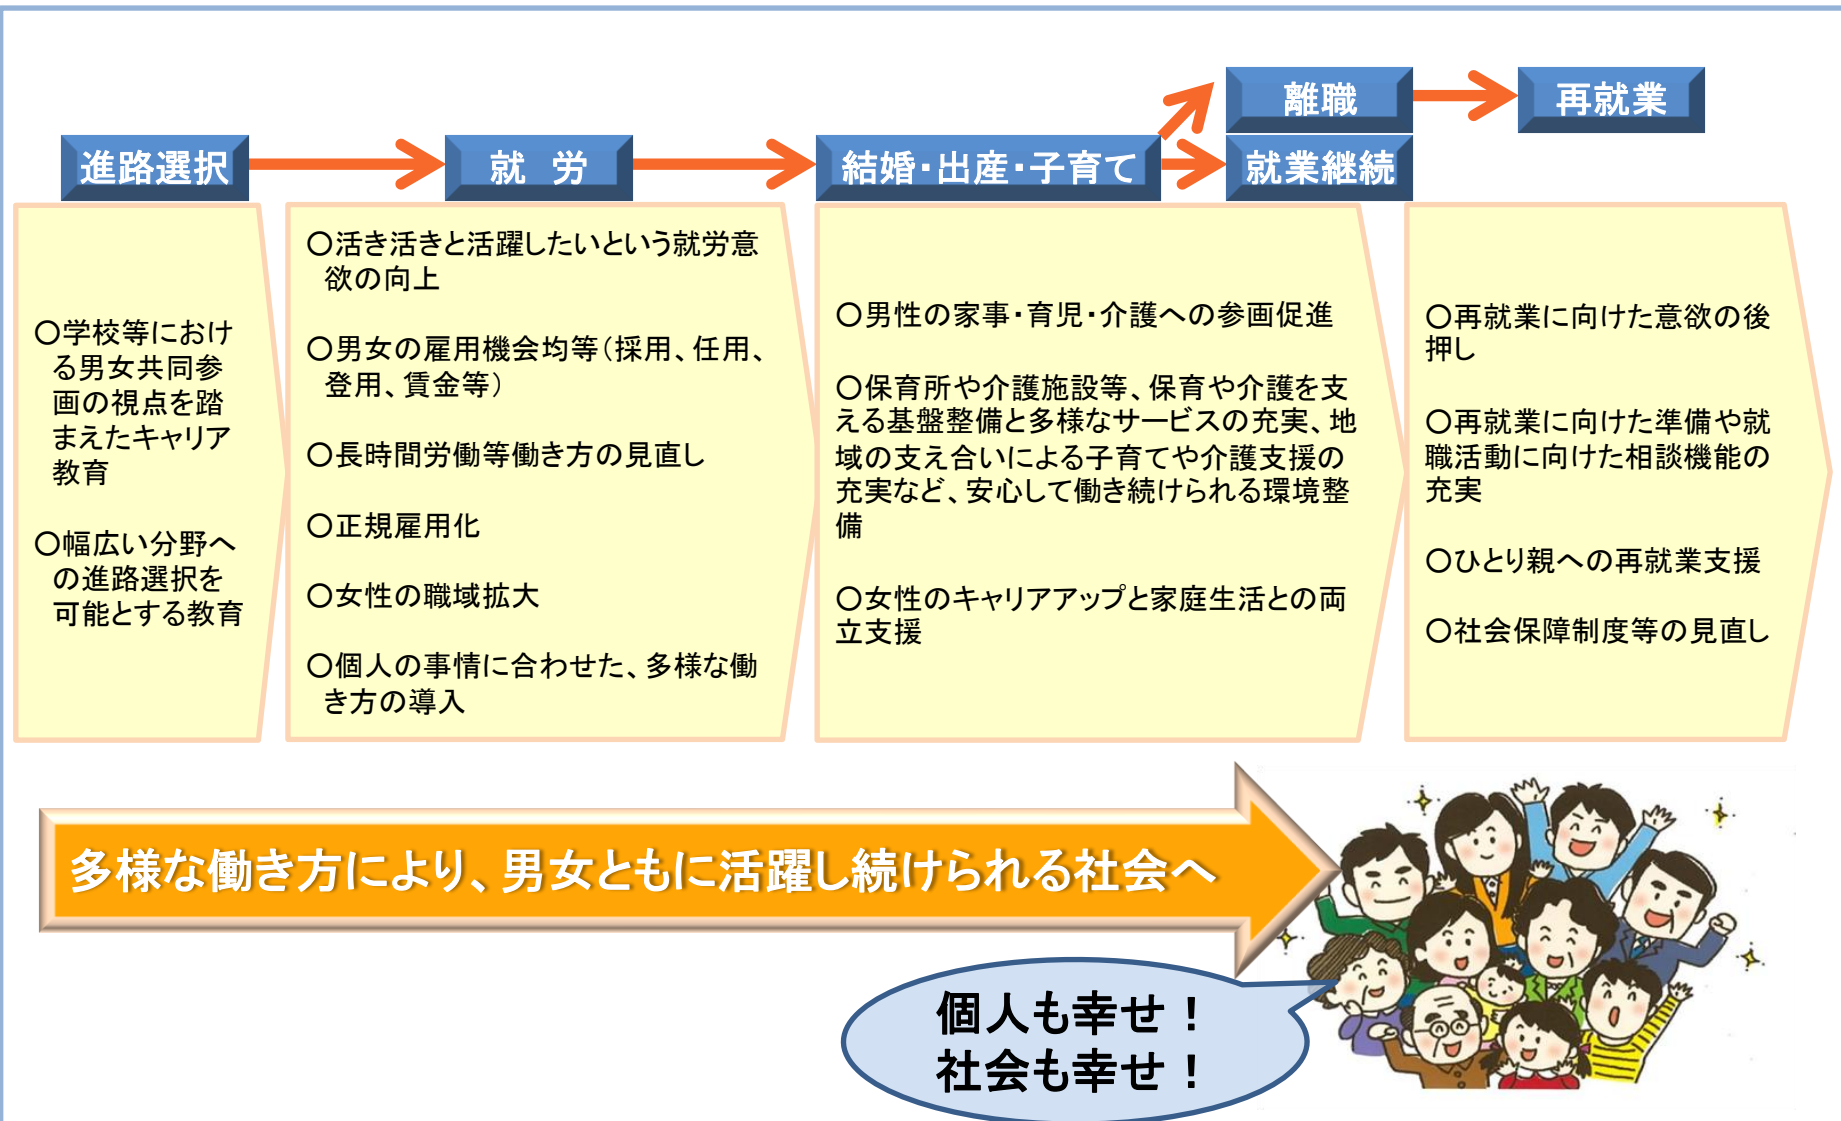 離職
再就業
進路選択
就 労
結婚・出産・子育て
就業継続
○学校等におけ
る男女共同参
画の視点を踏
まえたキャリア
教育
○幅広い分野へ
の進路選択を
可能とする教育
○活き活きと活躍したいという就労意
欲の向上
○男女の雇用機会均等（採用、任用、
登用、賃金等）
○長時間労働等働き方の見直し
○正規雇用化
○女性の職域拡大
○個人の事情に合わせた、多様な働
き方の導入
○男性の家事・育児・介護への参画促進
○保育所や介護施設等、保育や介護を支
える基盤整備と多様なサービスの充実、地
域の支え合いによる子育てや介護支援の
充実など、安心して働き続けられる環境整
備
○女性のキャリアアップと家庭生活との両
立支援
○再就業に向けた意欲の後
押し
○再就業に向けた準備や就
職活動に向けた相談機能の
充実
○ひとり親への再就業支援
○社会保障制度等の見直し
多様な働き方により、男女ともに活躍し続けられる社会へ
個人も幸せ！
社会も幸せ！